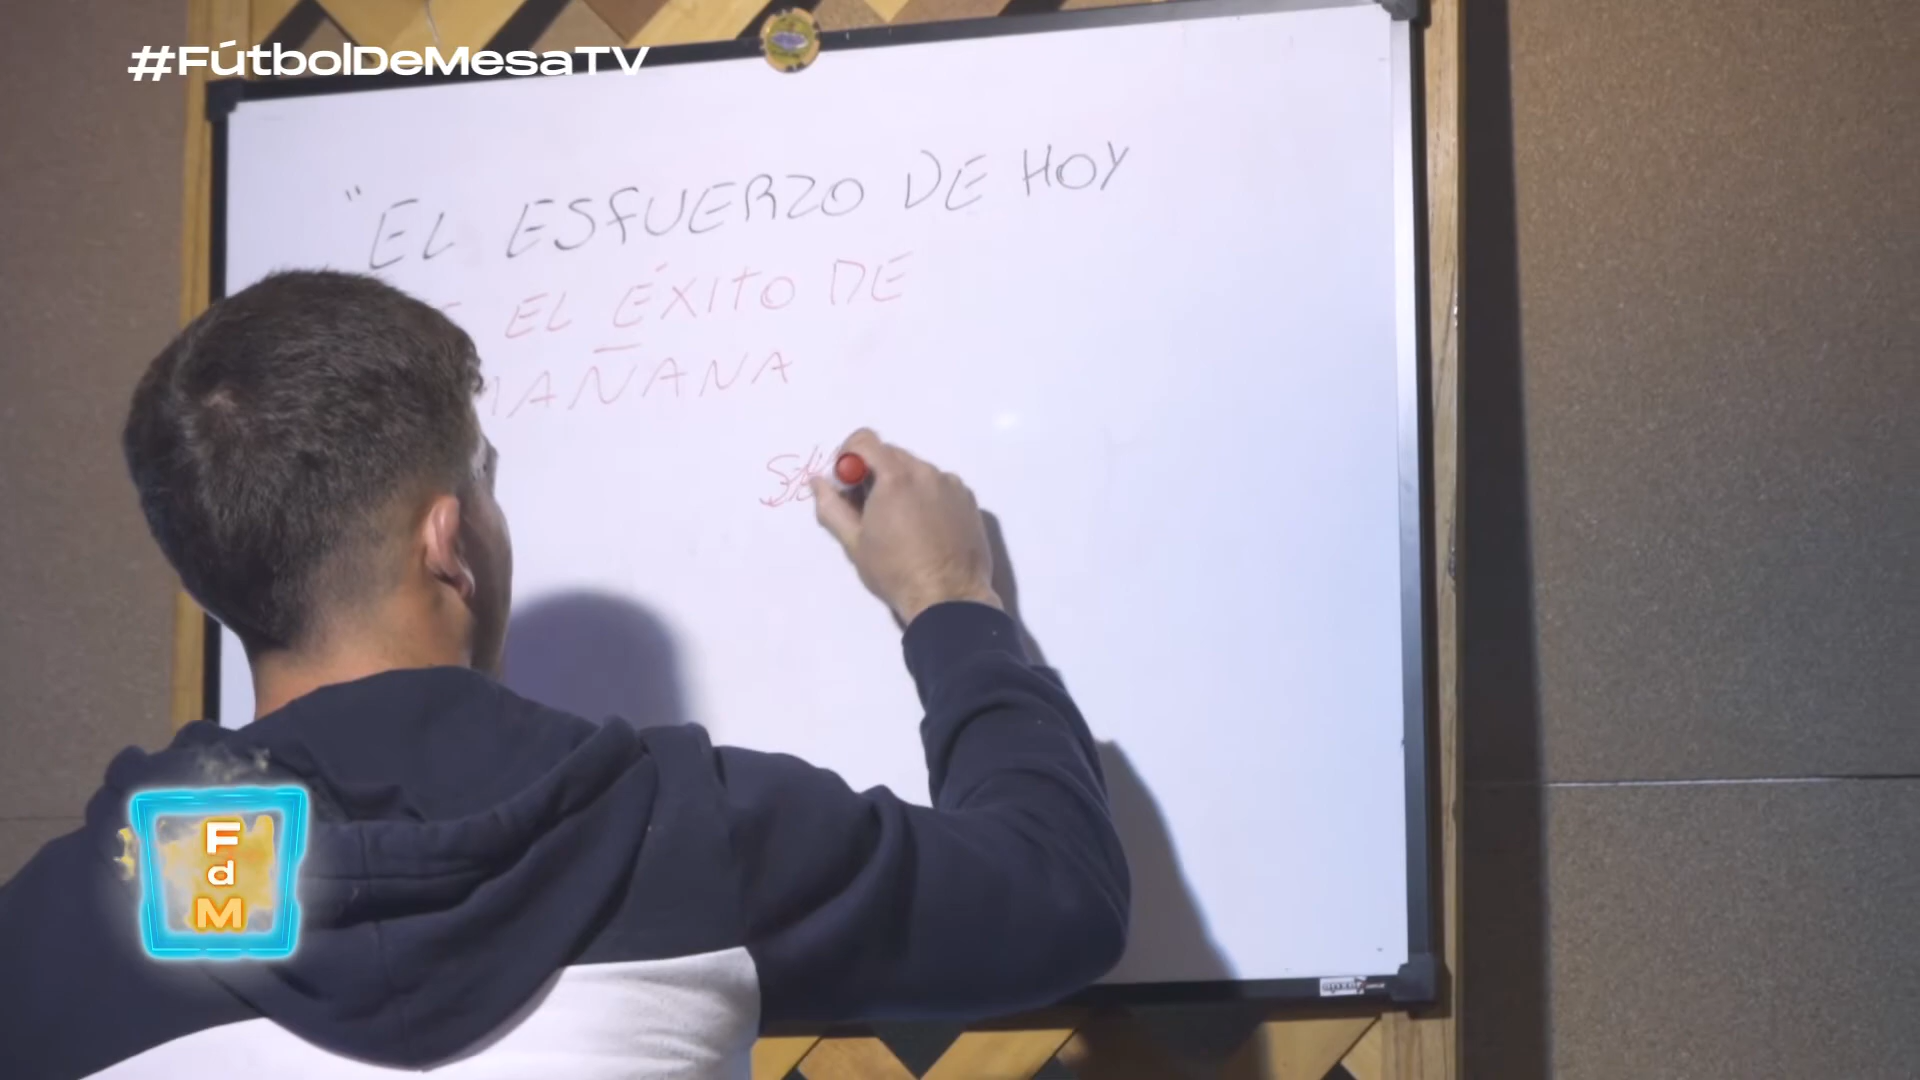 #FútbolDeMesaTV
"EL ESFUERZO DE HOY
EL ÉXITO DE
MAÑANA
F
d
M